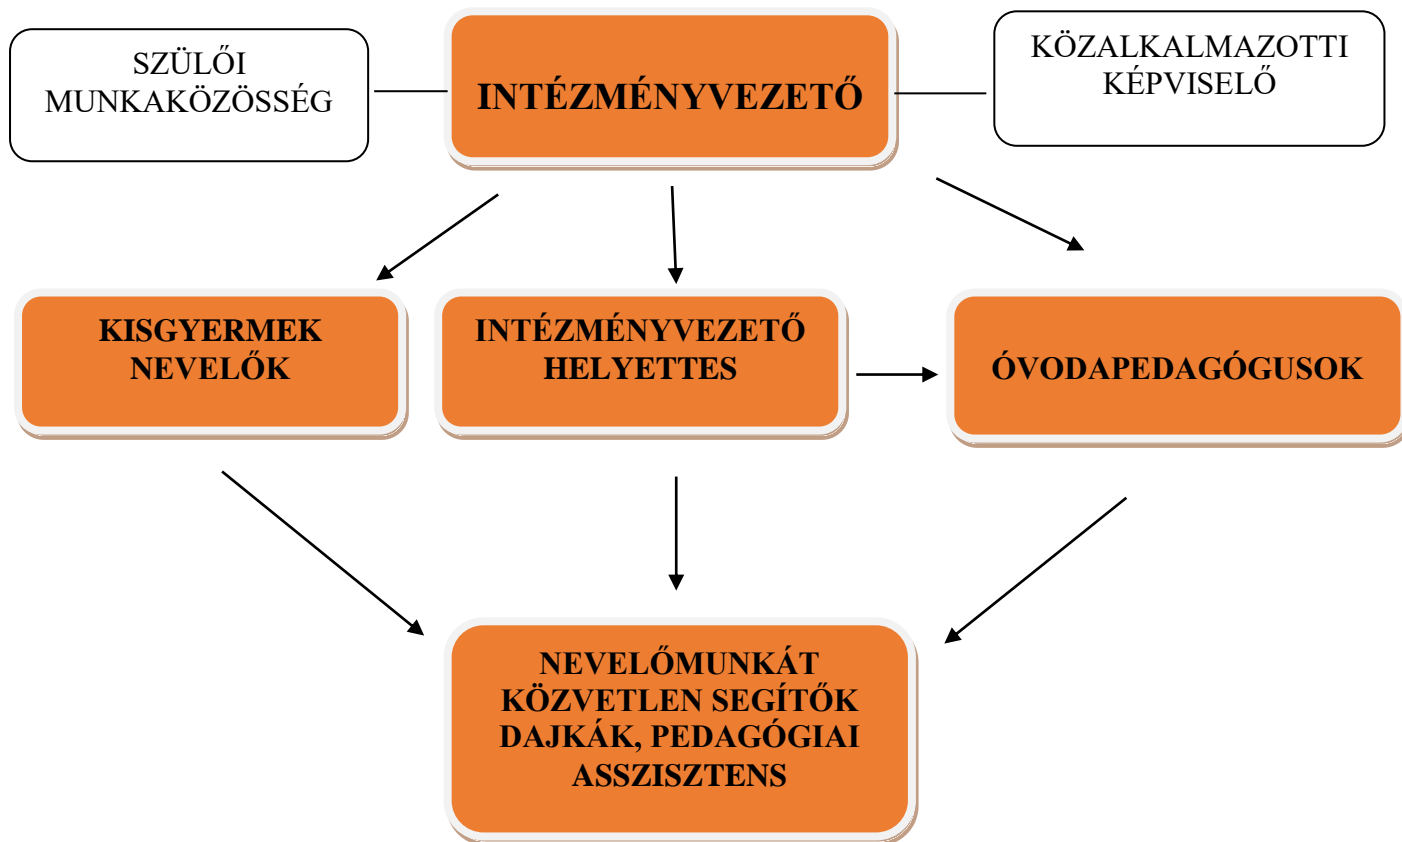 SZÜLŐI
MUNKAKÖZÖSSÉG
INTÉZMÉNYVEZETŐ
KÖZALKALMAZOTTI
KÉPVISELŐ
KISGYERMEK
NEVELŐK
INTÉZMÉNYVEZETŐ
HELYETTES
ÓVODAPEDAGÓGUSOK
NEVELŐMUNKÁT
KÖZVETLEN SEGÍTŐK
DAJKÁK, PEDAGÓGIAI
ASSZISZTENS